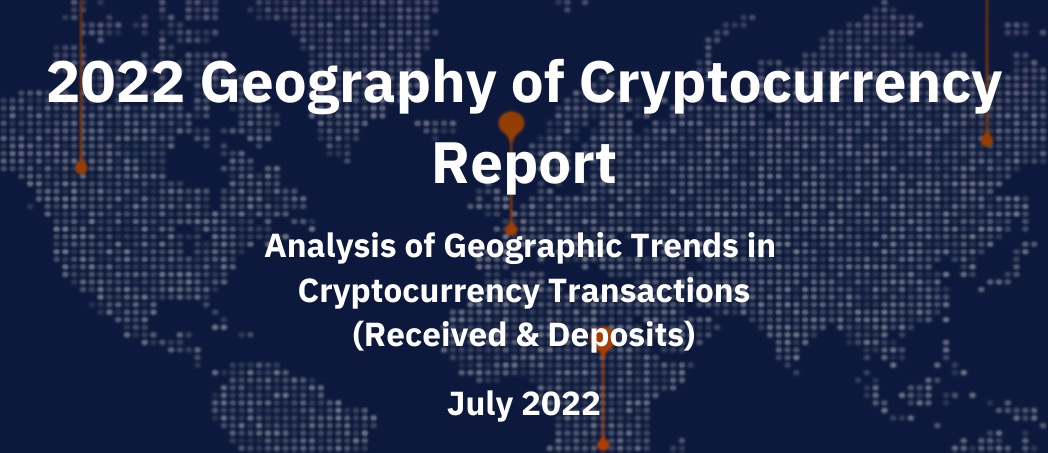 2022 Geography of Cryptocurrency
Report
Analysis of Geographic Trends in
Cryptocurrency Transactions
(Received & Deposits)
July 2022